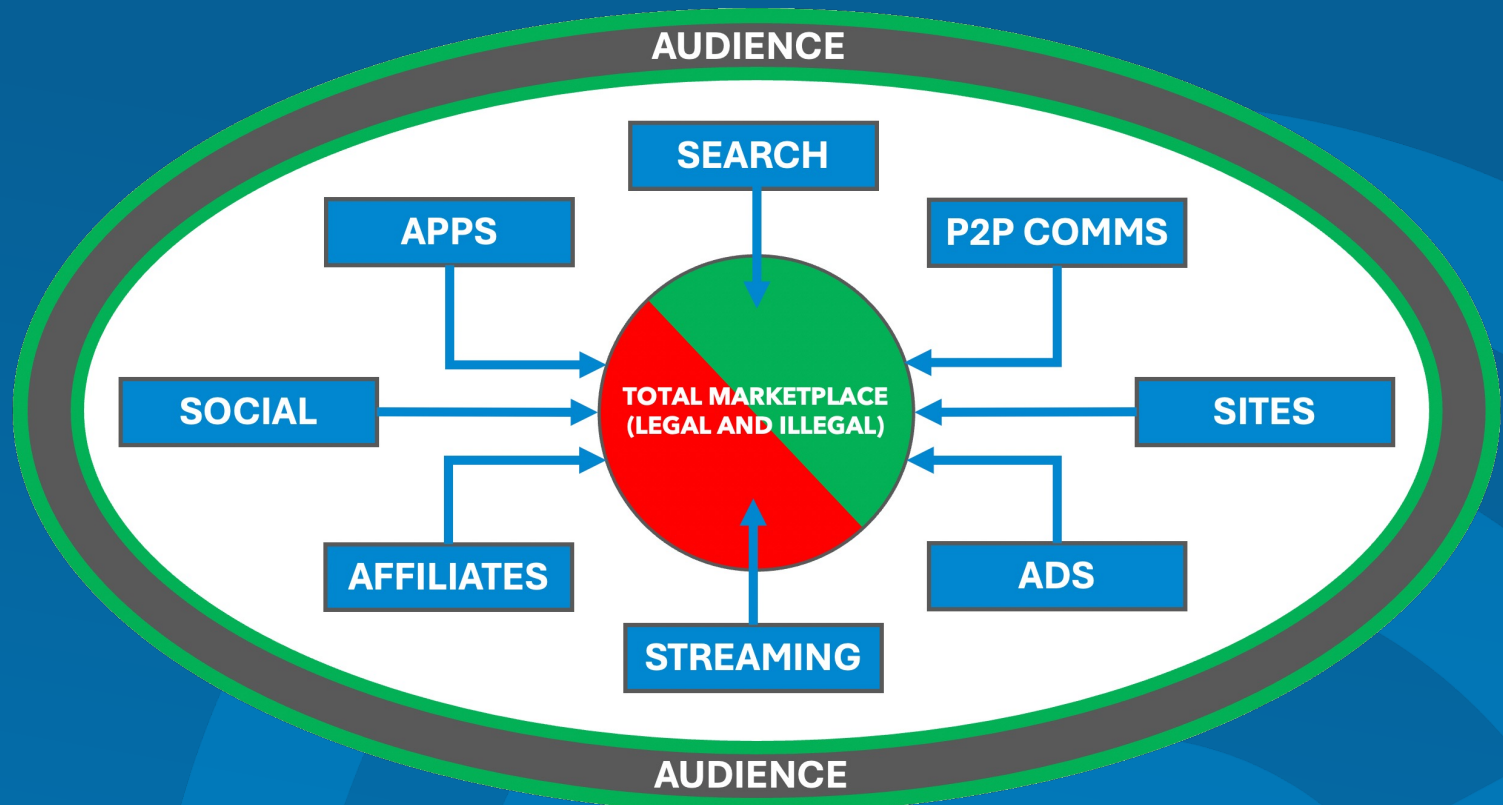 AUDIENCE
SEARCH
APPS
P2P COMMS
TOTAL MARKETPLACE
(LEGAL AND ILLEGAL)
SOCIAL
SITES
AFFILIATES
ADS
STREAMING
AUDIENCE